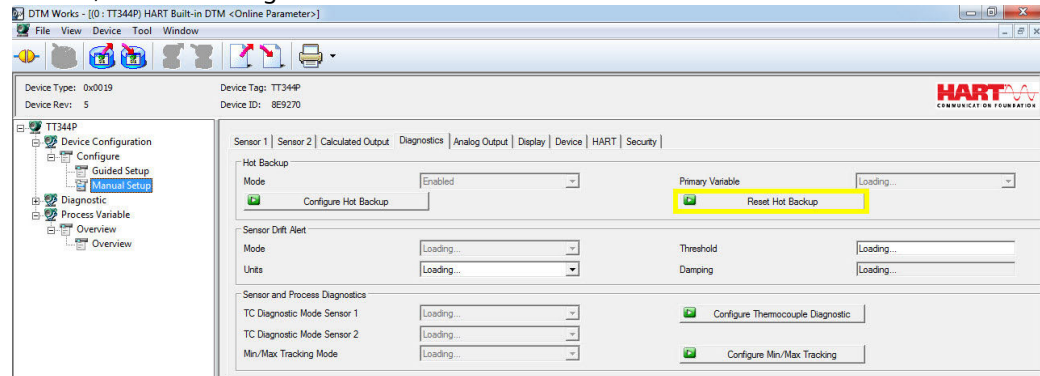 DTM Works - [(0 : TT344P) HART Built-in DTM <Online Parameter>]
File View Device Tool Window
Device Type: 0x0019
Device Tag: TT344P
Device Rev: 5
Device ID: 8E9270
HART
COMMUNICATION FOUNDATION
TT344P
Device Configuration
Configure
Guided Setup
Manual Setup
Diagnostic
Process Variable
Overview
Overview
Sensor 1 Sensor 2 Calculated Output Diagnostics Analog Output Display Device HART Security
Hot Backup
Mode Enabled Primary Variable Loading...
Configure Hot Backup Reset Hot Backup
Sensor Drift Alert
Mode Loading... Threshold Loading...
Units Loading... Damping Loading...
Sensor and Process Diagnostics
TC Diagnostic Mode Sensor 1 Loading... Configure Thermocouple Diagnostic
TC Diagnostic Mode Sensor 2 Loading...
Min/Max Tracking Mode Loading... Configure Min/Max Tracking